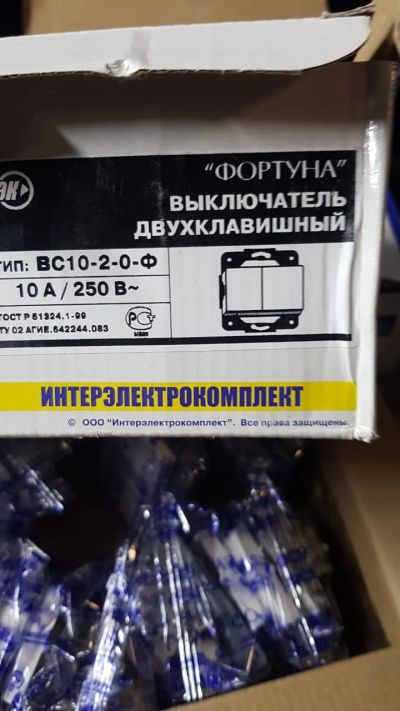 ЭК
"ФОРТУНА"
ВЫКЛЮЧАТЕЛЬ
ДВУХКЛАВИШНЫЙ
тип: ВС10-2-0-Ф
10 А / 250 В~
ГОСТ Р 51324.1-99
ТУ 02 АГИЕ.642244.083
ИНТЕРЭЛЕКТРОКОМПЛЕКТ
© ООО "Интерэлектрокомплект". Все права защищены.